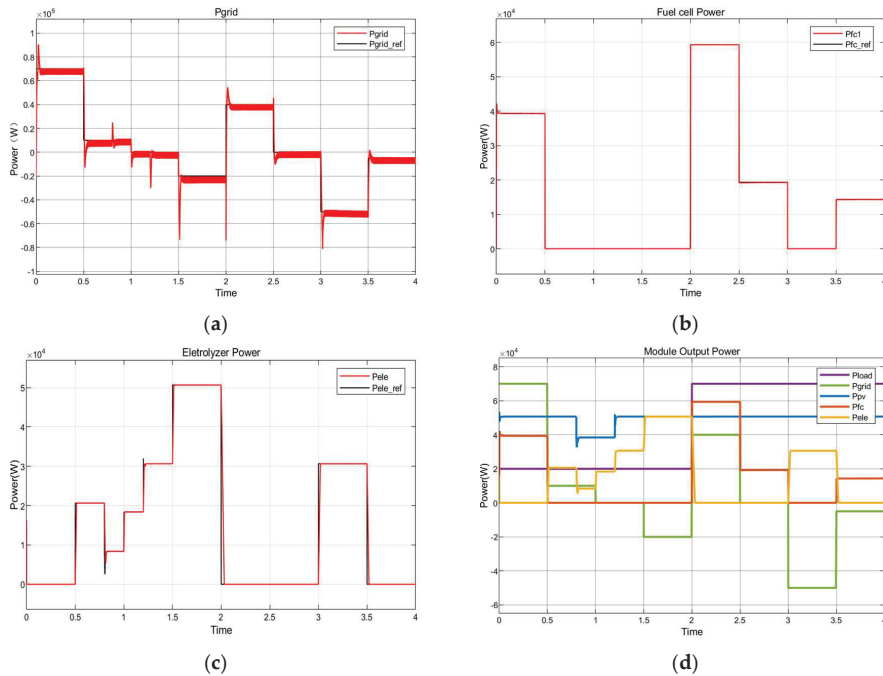 Pgrid
×10⁵
Pgrid
Pgrid_ref
1
0.8
0.6
0.4
0.2
0
-0.2
-0.4
-0.6
-0.8
-1
Power（W）
0 0.5 1 1.5 2 2.5 3 3.5 4
Time
(a)
Fuel cell Power
×10⁴
Pfc1
Pfc_ref
6
5
4
3
2
1
0
Power(W)
0 0.5 1 1.5 2 2.5 3 3.5 4
Time
(b)
Eletrolyzer Power
×10⁴
Pele
Pele_ref
5
4
3
2
1
0
Power(W)
0 0.5 1 1.5 2 2.5 3 3.5 4
Time
(c)
Module Output Power
×10⁴
Pload
Pgrid
Ppv
Pfc
Pele
8
6
4
2
0
-2
-4
-6
Power(W)
0 0.5 1 1.5 2 2.5 3 3.5 4
Time
(d)